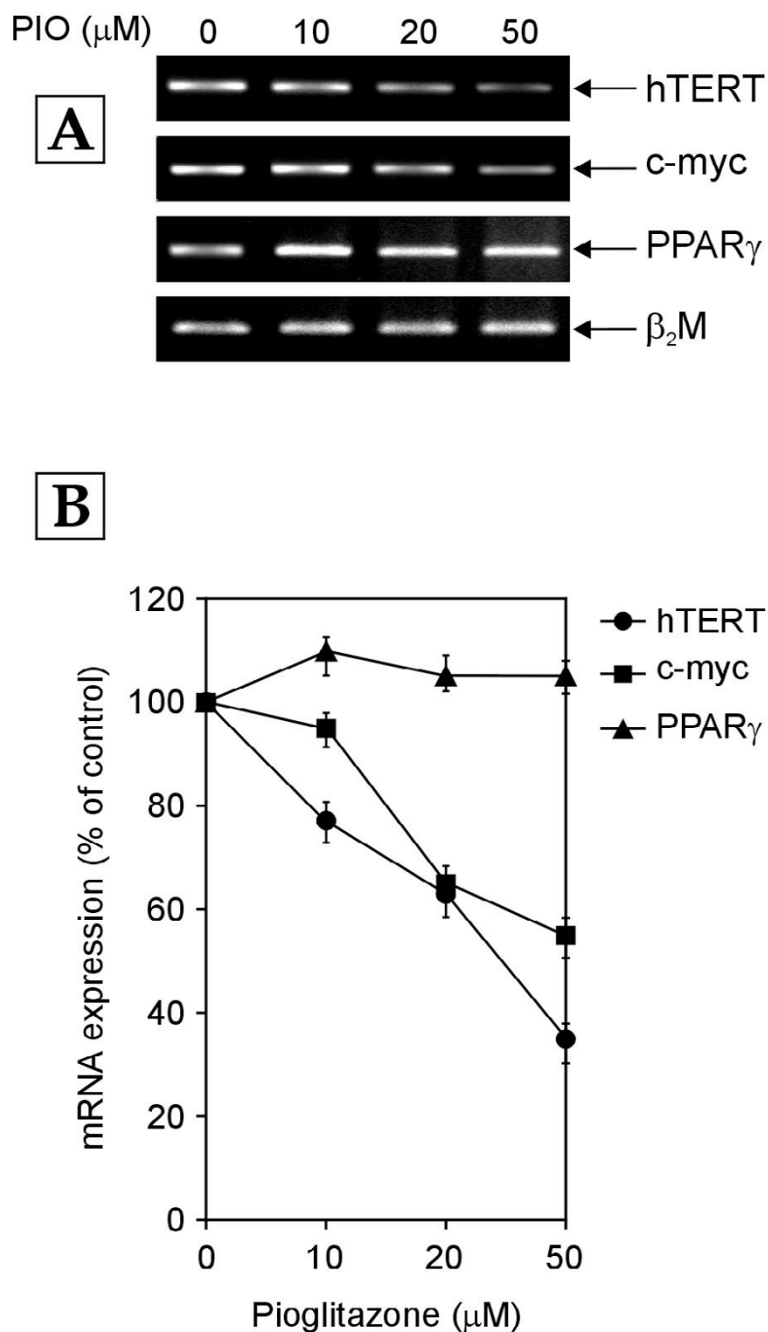 PIO (μM) 0 10 20 50
A
hTERT
c-myc
PPARγ
β₂M
B
120
100
80
60
40
20
0
mRNA expression (% of control)
0 10 20 50
Pioglitazone (μM)
hTERT
c-myc
PPARγ